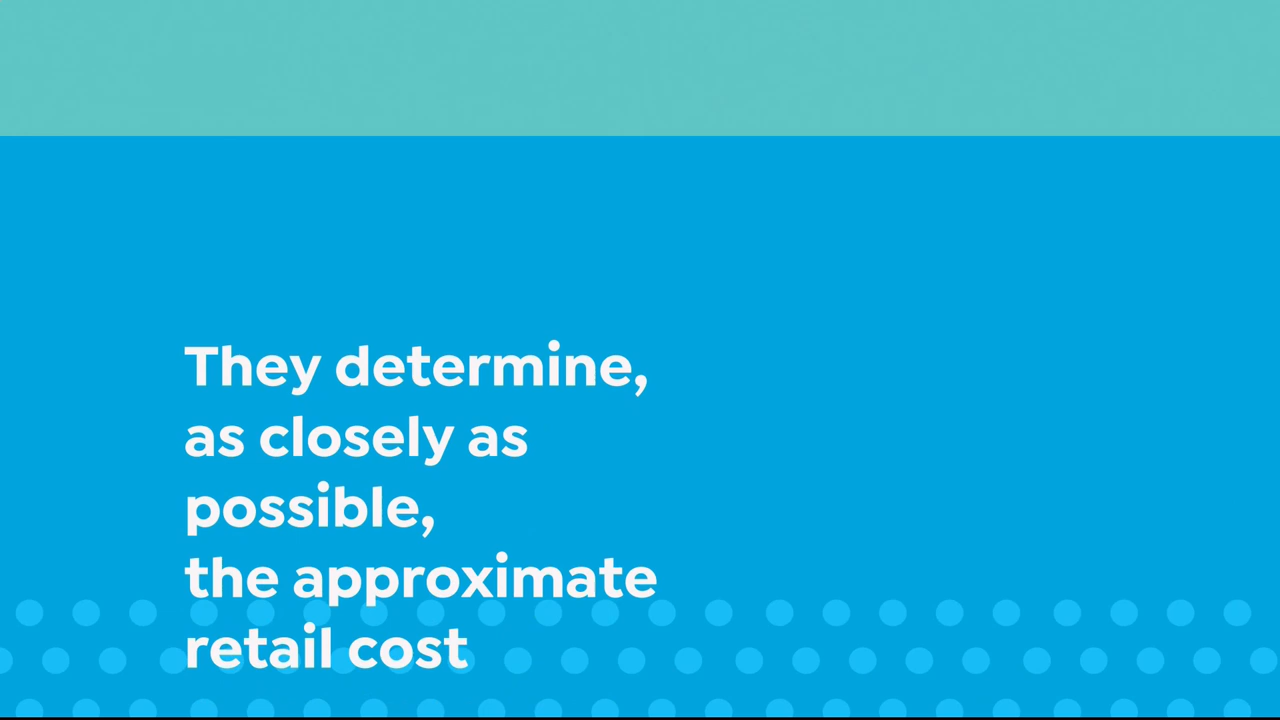 They determine,
as closely as
possible,
the approximate
retail cost